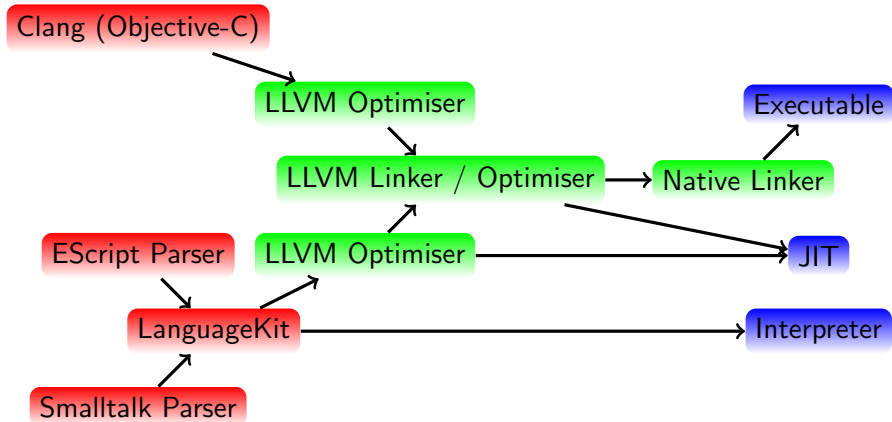 Clang (Objective-C)
LLVM Optimiser
Executable
LLVM Linker / Optimiser
Native Linker
EScript Parser
LLVM Optimiser
JIT
LanguageKit
Interpreter
Smalltalk Parser